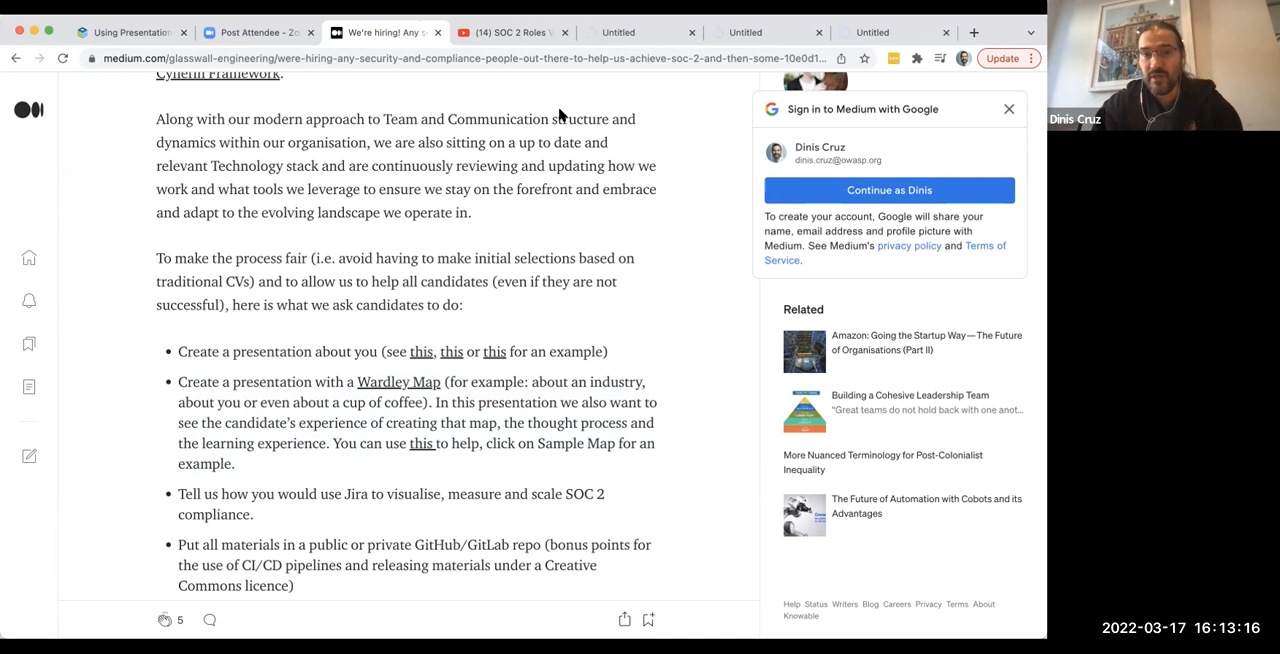 Using Presentation
Post Attendee - Zo
We're hiring! Any s
(14) SOC 2 Roles V
Untitled
Untitled
Untitled
medium.com/glasswall-engineering/were-hiring-any-security-and-compliance-people-out-there-to-help-us-achieve-soc-2-and-then-some-10e0d1...
Update
Dinis Cruz
Cynefin Framework.
Along with our modern approach to Team and Communication structure and
dynamics within our organisation, we are also sitting on a up to date and
relevant Technology stack and are continuously reviewing and updating how we
work and what tools we leverage to ensure we stay on the forefront and embrace
and adapt to the evolving landscape we operate in.
To make the process fair (i.e. avoid having to make initial selections based on
traditional CVs) and to allow us to help all candidates (even if they are not
successful), here is what we ask candidates to do:
• Create a presentation about you (see this, this or this for an example)
• Create a presentation with a Wardley Map (for example: about an industry,
about you or even about a cup of coffee). In this presentation we also want to
see the candidate's experience of creating that map, the thought process and
the learning experience. You can use this to help, click on Sample Map for an
example.
• Tell us how you would use Jira to visualise, measure and scale SOC 2
compliance.
• Put all materials in a public or private GitHub/GitLab repo (bonus points for
the use of CI/CD pipelines and releasing materials under a Creative
Commons licence)
5
Sign in to Medium with Google
Dinis Cruz
dinis.cruz@owasp.org
Continue as Dinis
To create your account, Google will share your
name, email address and profile picture with
Medium. See Medium's privacy policy and Terms of
Service.
Related
Amazon: Going the Startup Way—The Future
of Organisations (Part II)
Building a Cohesive Leadership Team
"Great teams do not hold back with one anot...
More Nuanced Terminology for Post-Colonialist
Inequality
The Future of Automation with Cobots and its
Advantages
Help Status Writers Blog Careers Privacy Terms About
Knowable
2022-03-17 16:13:16